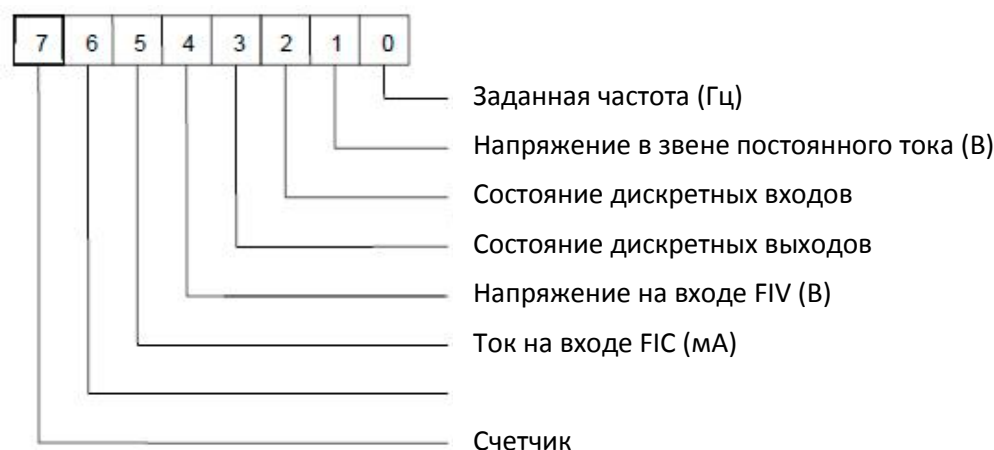 7 6 5 4 3 2 1 0
Заданная частота (Гц)
Напряжение в звене постоянного тока (В)
Состояние дискретных входов
Состояние дискретных выходов
Напряжение на входе FIV (В)
Ток на входе FIC (мА)
Счетчик